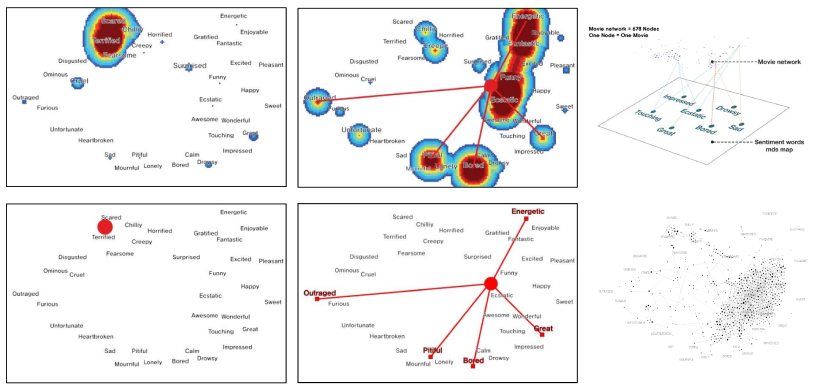 Energetic
Scared
Chilly
Enjoyable
Horrified
Gratified
Terrified
Fantastic
Creepy
Fearsome
Disgusted
Surprised
Excited
Pleasant
Ominous
Cruel
Funny
Happy
Outraged
Ecstatic
Furious
Sweet
Awesome
Wonderful
Unfortunate
Touching
Great
Heartbroken
Impressed
Sad
Pitiful
Calm
Mournful
Lonely
Bored
Drowsy
Scared
Energetic
Chilly
Horrified
Gratified
Enjoyable
Terrified
Creepy
Fantastic
Disgusted
Fearsome
Surprised
Excited
Pleasant
Ominous
Cruel
Funny
Happy
Outraged
Furious
Ecstatic
Sweet
Awesome
Wonderful
Unfortunate
Touching
Great
Heartbroken
Impressed
Sad
Pitiful
Calm
Mournful
Lonely
Bored
Drowsy
Movie network = 678 Nodes
One Node = One Movie
Movie network
Impressed
Drowsy
Touching
Ecstatic
Great
Bored
Sad
Sentiment words
mds map
Energetic
Scared
Chilliy
Enjoyable
Horrified
Gratified
Terrified
Fantastic
Creepy
Fearsome
Disgusted
Surprised
Excited
Pleasant
Ominous
Cruel
Funny
Happy
Outraged
Ecstatic
Furious
Sweet
Awesome
Wonderful
Unfortunate
Touching
Great
Heartbroken
Impressed
Sad
Pitiful
Calm
Mournful
Lonely
Bored
Drowsy
Energetic
Scared
Chilliy
Enjoyable
Horrified
Gratified
Terrified
Fantastic
Creepy
Fearsome
Disgusted
Surprised
Excited
Pleasant
Ominous
Cruel
Funny
Happy
Outraged
Ecstatic
Furious
Sweet
Awesome
Wonderful
Unfortunate
Touching
Great
Heartbroken
Impressed
Sad
Pitiful
Calm
Mournful
Lonely
Bored
Drowsy